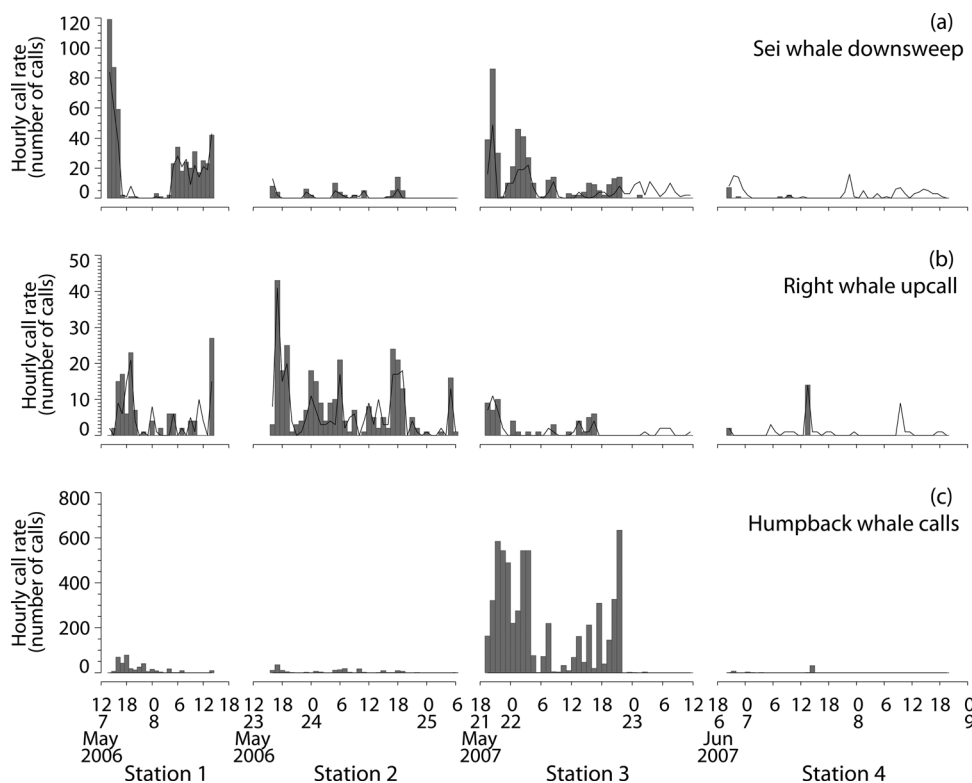 (a)
Sei whale downsweep
Hourly call rate
(number of calls)
120
100
80
60
40
20
0
(b)
Right whale upcall
Hourly call rate
(number of calls)
50
40
30
20
10
0
(c)
Humpback whale calls
Hourly call rate
(number of calls)
800
600
400
200
0
12 18 0 6 12 18 12 18 0 6 12 18 0 6 18 0 6 12 18 0 6 12 18 0 6 12 18 0 6 12 18 0
7 8 23 24 25 21 22 23 6 7 8 9
May May May Jun
2006 2006 2007 2007
Station 1 Station 2 Station 3 Station 4